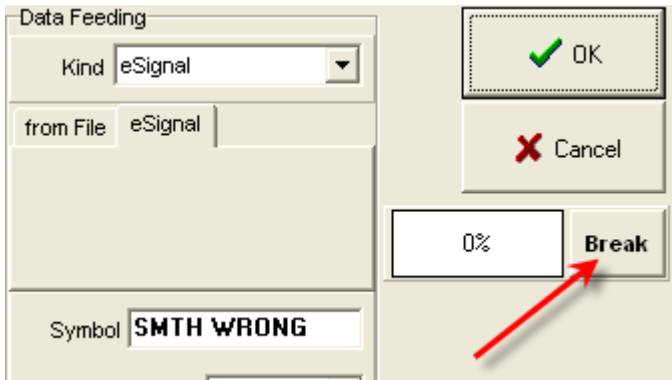 Data Feeding
Kind eSignal
from File eSignal
Symbol SMTH WRONG
OK
Cancel
0% Break